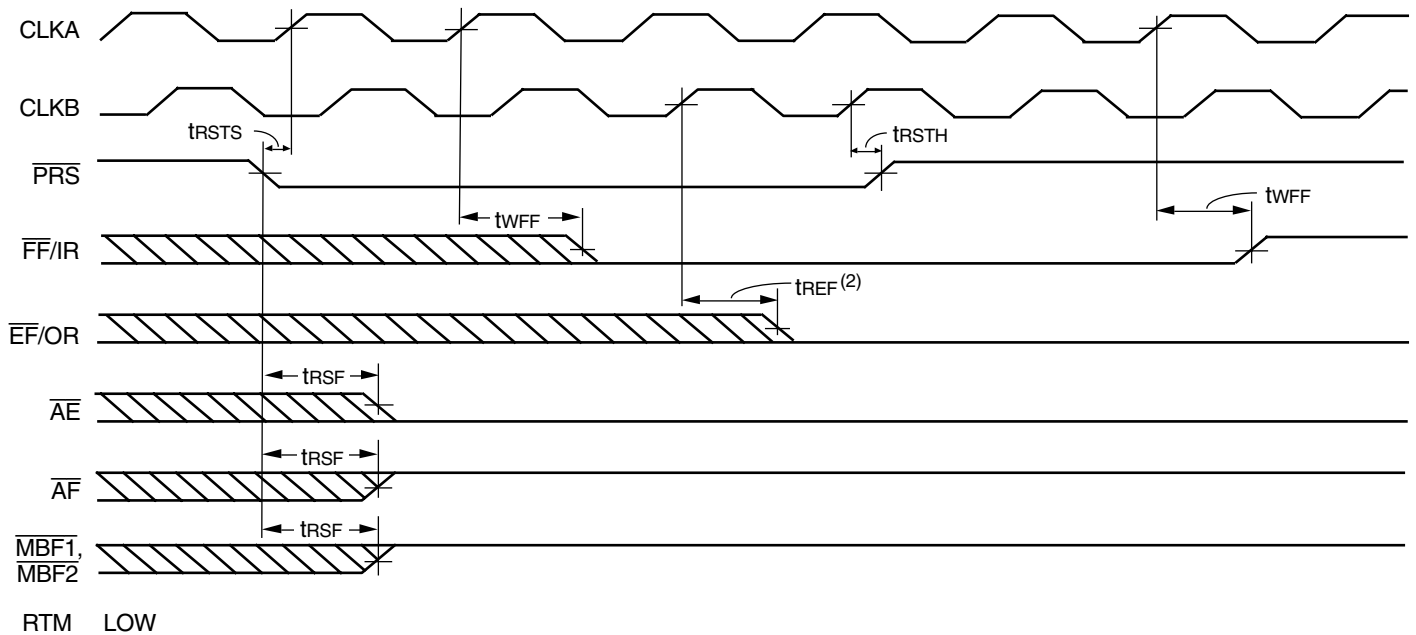 CLKA
CLKB
tRSTS
tRSTH
PRS
tWFF
tWFF
FF/IR
tREF(2)
EF/OR
tRSF
AE
tRSF
AF
tRSF
MBF1,
MBF2
RTM LOW